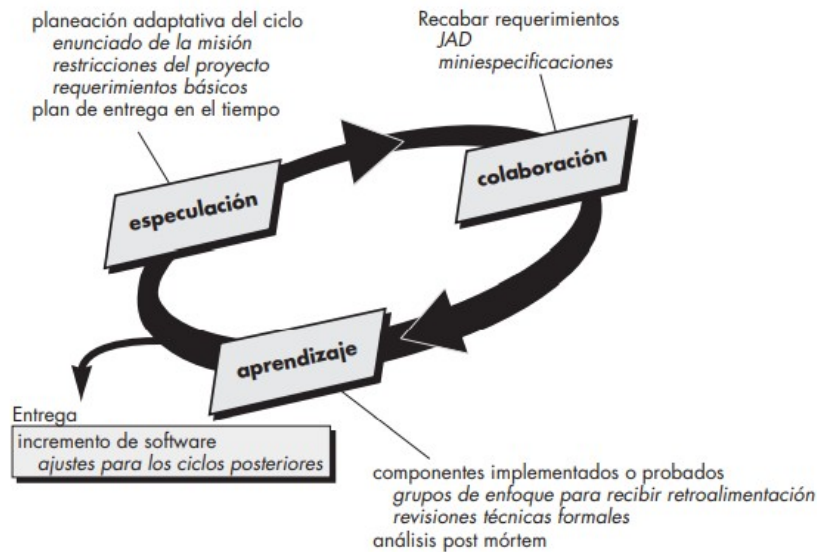 planeación adaptativa del ciclo
enunciado de la misión
restricciones del proyecto
requerimientos básicos
plan de entrega en el tiempo
Recabar requerimientos
JAD
miniespecificaciones
especulación
colaboración
aprendizaje
Entrega
incremento de software
ajustes para los ciclos posteriores
componentes implementados o probados
grupos de enfoque para recibir retroalimentación
revisiones técnicas formales
análisis post mórtem